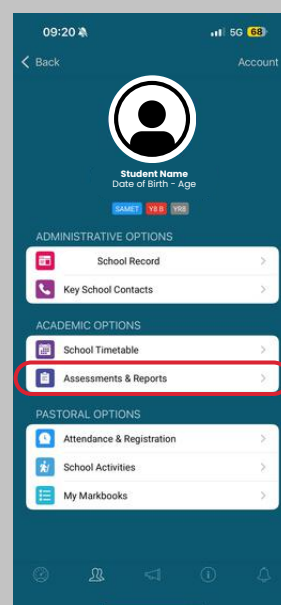 09:20
5G 68
Back
Account
Student Name
Date of Birth - Age
SAMET Y8 B YR8
ADMINISTRATIVE OPTIONS
School Record
Key School Contacts
ACADEMIC OPTIONS
School Timetable
Assessments & Reports
PASTORAL OPTIONS
Attendance & Registration
School Activities
My Markbooks